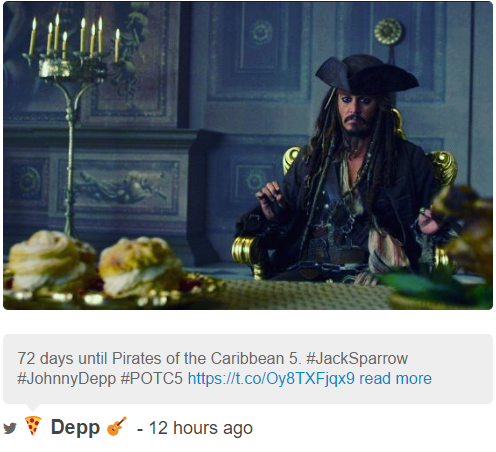 72 days until Pirates of the Caribbean 5. #JackSparrow
#JohnnyDepp #POTC5 https://t.co/Oy8TXFjqx9 read more
🍕 Depp 🎸 - 12 hours ago